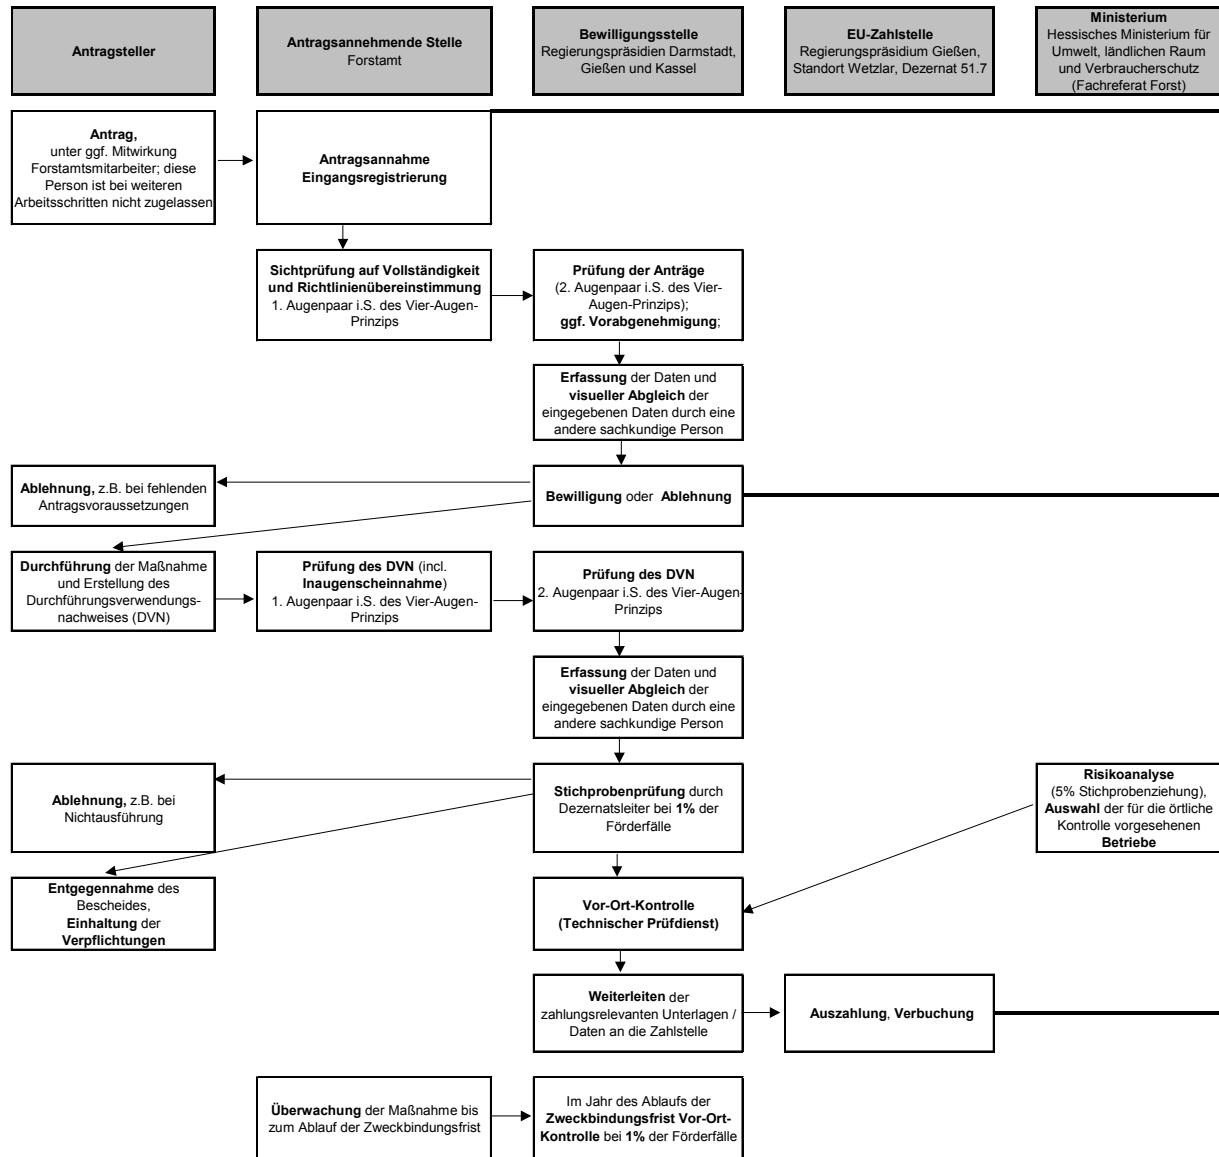 Antragsteller
Antragsannehmende Stelle
Forstamt
Bewilligungsstelle
Regierungspräsidien Darmstadt,
Gießen und Kassel
EU-Zahlstelle
Regierungspräsidium Gießen,
Standort Wetzlar, Dezernat 51.7
Ministerium
Hessisches Ministerium für
Umwelt, ländlichen Raum
und Verbraucherschutz
(Fachreferat Forst)
Antrag,
unter ggf. Mitwirkung
Forstamtsmitarbeiter; diese
Person ist bei weiteren
Arbeitsschritten nicht zugelassen
Antragsannahme
Eingangsregistrierung
Sichtprüfung auf Vollständigkeit
und Richtlinienübereinstimmung
1. Augenpaar i.S. des Vier-Augen-
Prinzips
Prüfung der Anträge
(2. Augenpaar i.S. des Vier-
Augen-Prinzips);
ggf. Vorabgenehmigung;
Erfassung der Daten und
visueller Abgleich der
eingegebenen Daten durch eine
andere sachkundige Person
Ablehnung, z.B. bei fehlenden
Antragsvoraussetzungen
Bewilligung oder Ablehnung
Durchführung der Maßnahme
und Erstellung des
Durchführungsverwendungs-
nachweises (DVN)
Prüfung des DVN (incl.
Inaugenscheinnahme)
1. Augenpaar i.S. des Vier-Augen-
Prinzips
Prüfung des DVN
2. Augenpaar i.S. des Vier-Augen-
Prinzips
Erfassung der Daten und
visueller Abgleich der
eingegebenen Daten durch eine
andere sachkundige Person
Ablehnung, z.B. bei
Nichtausführung
Stichprobenprüfung durch
Dezernatsleiter bei 1% der
Förderfälle
Risikoanalyse
(5% Stichprobenziehung),
Auswahl der für die örtliche
Kontrolle vorgesehenen
Betriebe
Entgegennahme des
Bescheides,
Einhaltung der
Verpflichtungen
Vor-Ort-Kontrolle
(Technischer Prüfdienst)
Weiterleiten der
zahlungsrelevanten Unterlagen /
Daten an die Zahlstelle
Auszahlung, Verbuchung
Überwachung der Maßnahme bis
zum Ablauf der Zweckbindungsfrist
Im Jahr des Ablaufs der
Zweckbindungsfrist Vor-Ort-
Kontrolle bei 1% der Förderfälle